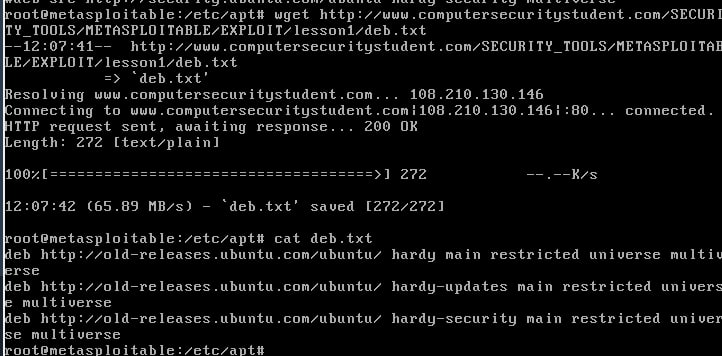 root@metasploitable:/etc/apt# wget http://www.computersecuritystudent.com/SECURI
TY_TOOLS/METASPLOITABLE/EXPLOIT/lesson1/deb.txt
--12:07:41--  http://www.computersecuritystudent.com/SECURITY_TOOLS/METASPLOITAB
LE/EXPLOIT/lesson1/deb.txt
           => `deb.txt'
Resolving www.computersecuritystudent.com... 108.210.130.146
Connecting to www.computersecuritystudent.com|108.210.130.146|:80... connected.
HTTP request sent, awaiting response... 200 OK
Length: 272 [text/plain]
100%[====================================>] 272           --.--K/s
12:07:42 (65.89 MB/s) - `deb.txt' saved [272/272]
root@metasploitable:/etc/apt# cat deb.txt
deb http://old-releases.ubuntu.com/ubuntu/ hardy main restricted universe multiv
erse
deb http://old-releases.ubuntu.com/ubuntu/ hardy-updates main restricted univers
e multiverse
deb http://old-releases.ubuntu.com/ubuntu/ hardy-security main restricted univer
se multiverse
root@metasploitable:/etc/apt#